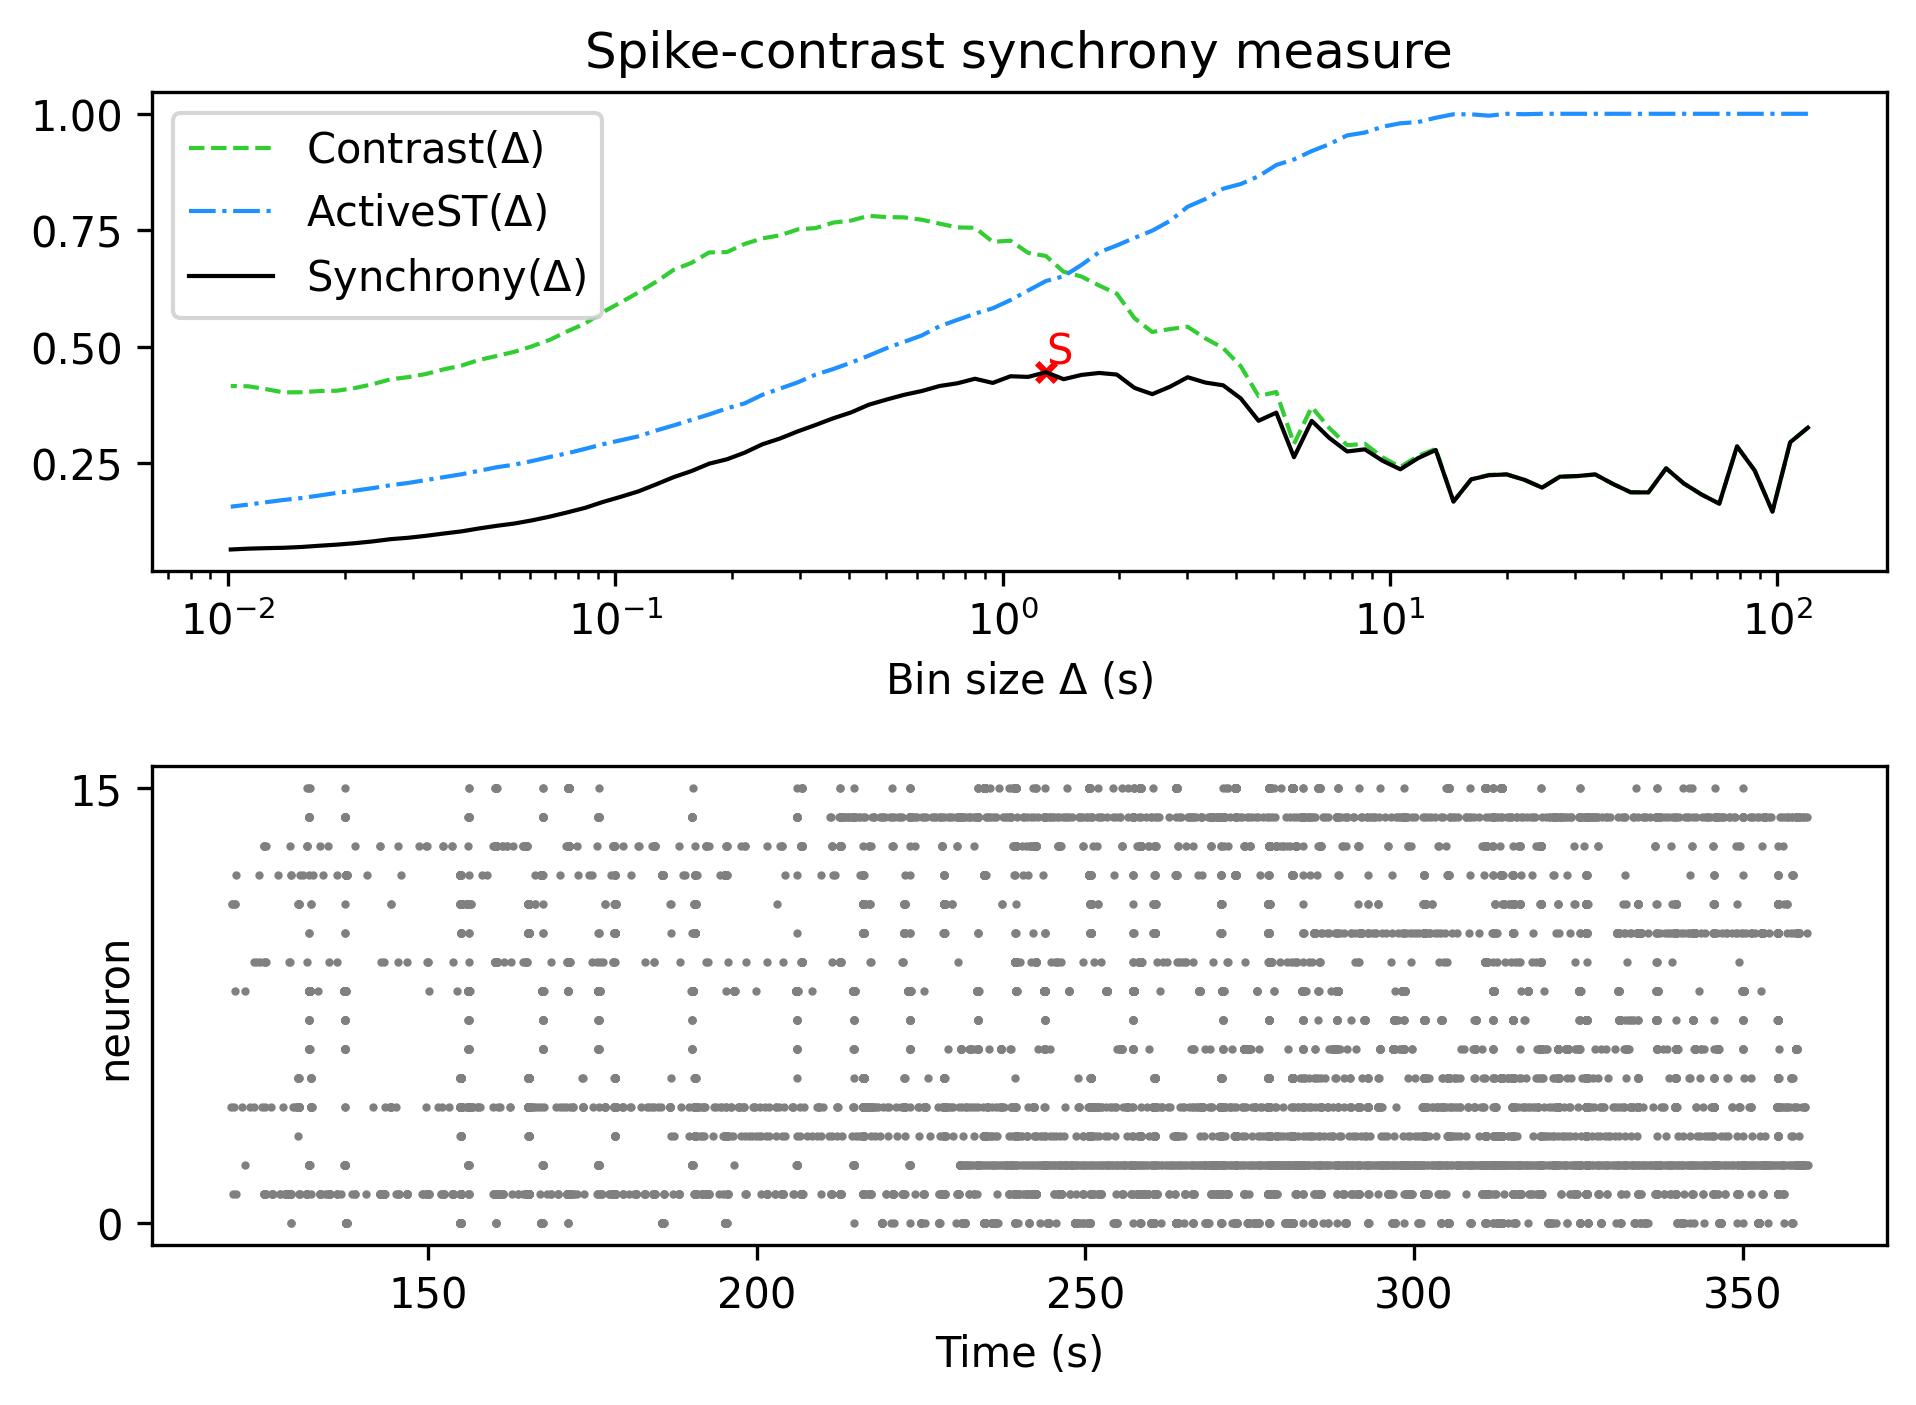 Spike-contrast synchrony measure
1.00
0.75
0.50
0.25
Contrast(Δ)
ActiveST(Δ)
Synchrony(Δ)
S
10⁻² 10⁻¹ 10⁰ 10¹ 10²
Bin size Δ (s)
15
0
neuron
150 200 250 300 350
Time (s)